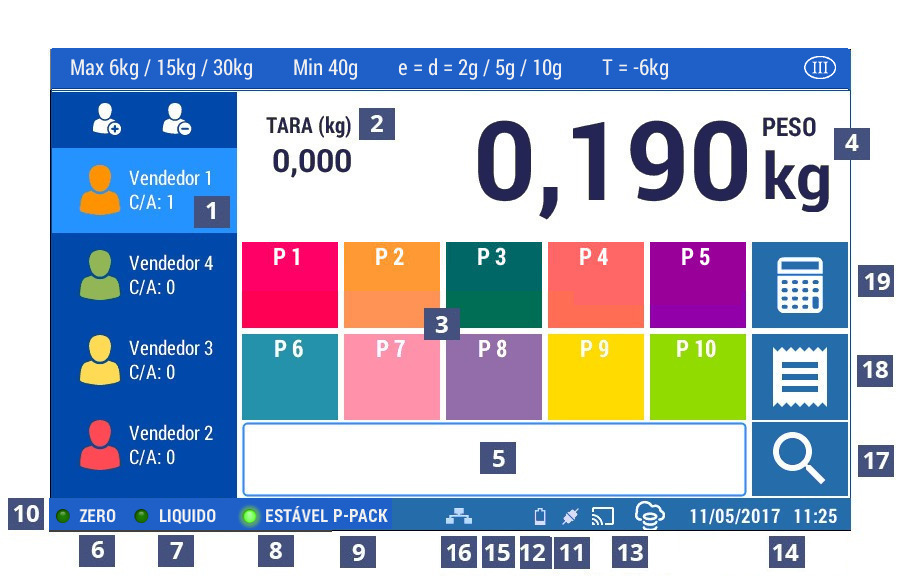 Max 6kg / 15kg / 30kg Min 40g e = d = 2g / 5g / 10g T = -6kg III
TARA (kg) 2
0,000
0,190
PESO
kg
4
Vendedor 1
C/A: 1
1
Vendedor 4
C/A: 0
Vendedor 3
C/A: 0
Vendedor 2
C/A: 0
P 1 P 2 P 3 P 4 P 5
19
3
P 6 P 7 P 8 P 9 P 10
18
5
17
10 ZERO LIQUIDO ESTÁVEL P-PACK 11/05/2017 11:25
6 7 8 9 16 15 12 11 13 14